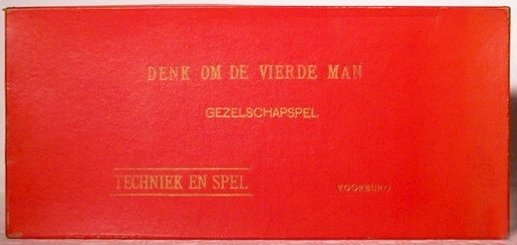 DENK OM DE VIERDE MAN
GEZELSCHAPSPEL
TECHNIEK EN SPEL
VOORBURG